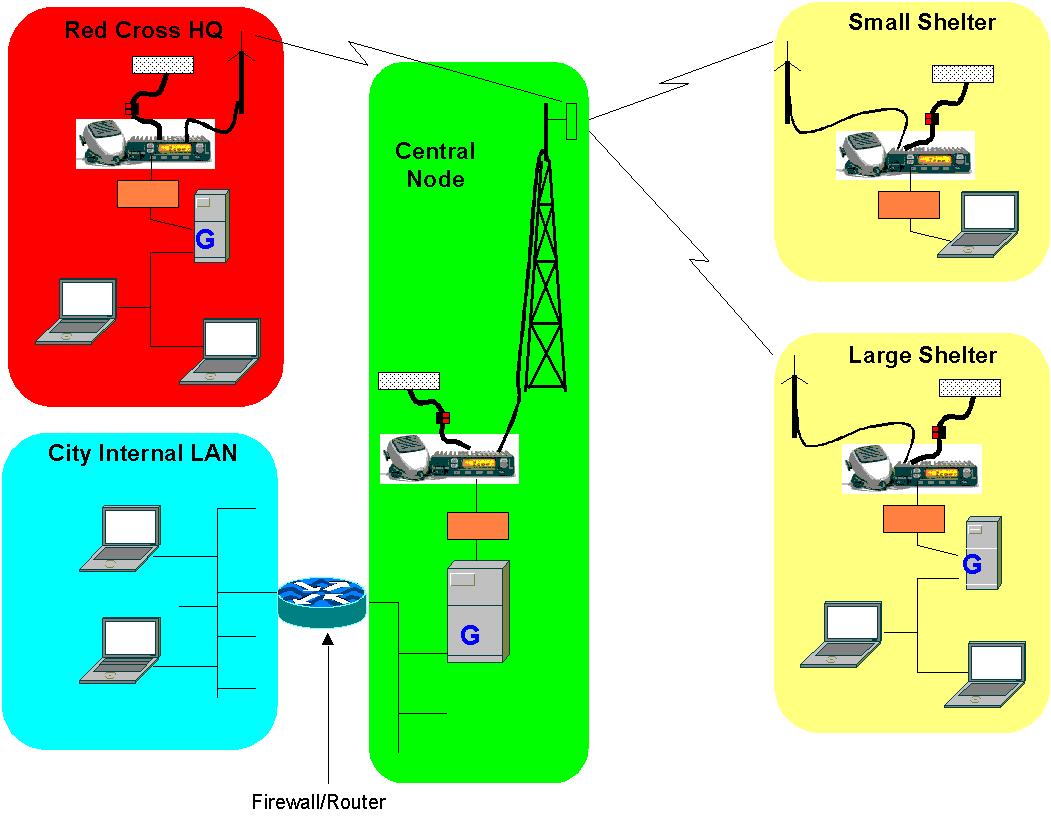 Red Cross HQ
Small Shelter
Central
Node
G
Large Shelter
City Internal LAN
G
G
Firewall/Router